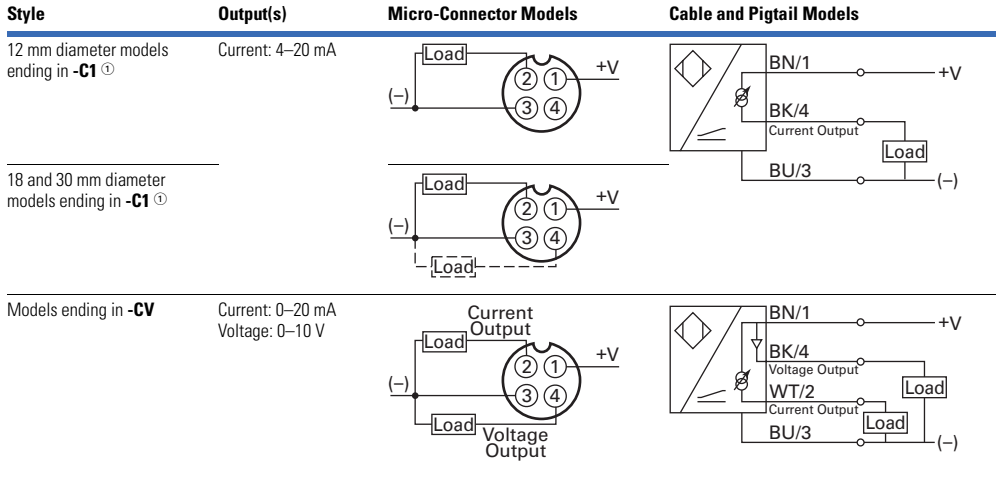 Style Output(s) Micro-Connector Models Cable and Pigtail Models
12 mm diameter models
ending in -C1 ①
Current: 4–20 mA
Load
+V
2 1
(–)
3 4
BN/1
+V
BK/4
Current Output
Load
BU/3
(–)
18 and 30 mm diameter
models ending in -C1 ①
Load
+V
2 1
(–)
3 4
Load
Models ending in -CV
Current: 0–20 mA
Voltage: 0–10 V
Current
Output
Load
+V
2 1
(–)
3 4
Load
Voltage
Output
BN/1
+V
BK/4
Voltage Output
Load
WT/2
Current Output
Load
BU/3
(–)